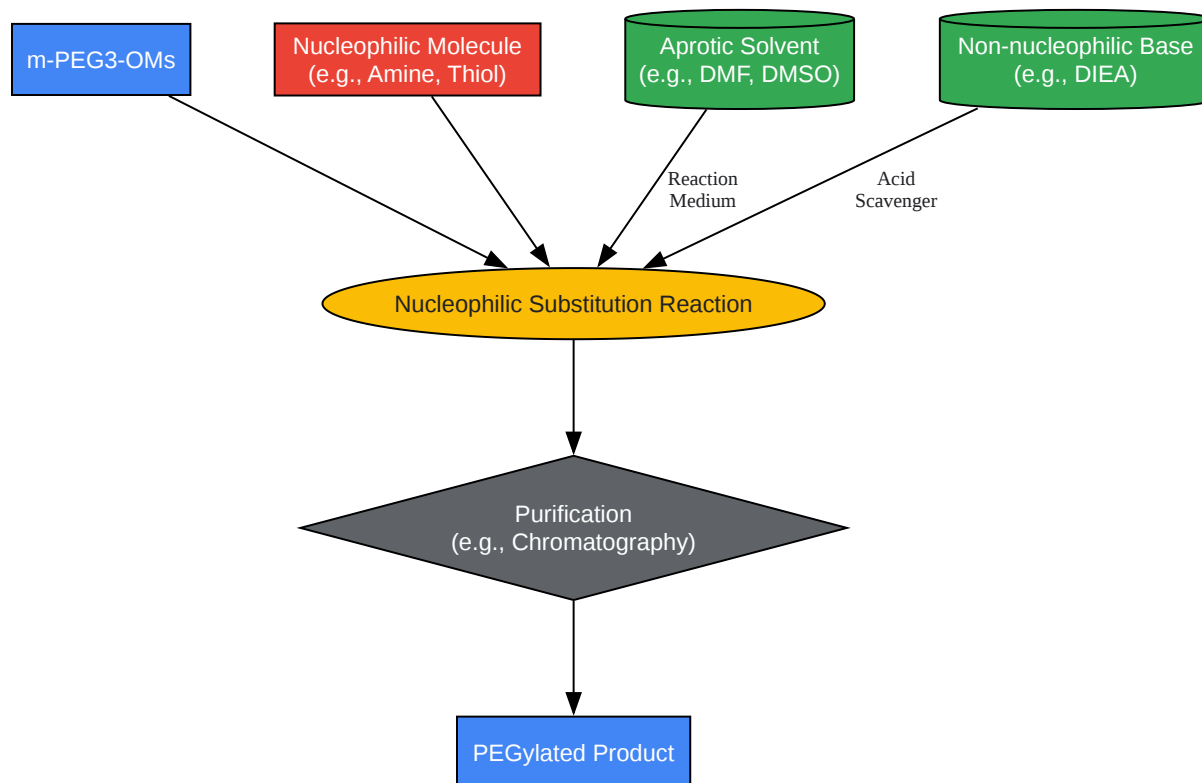 m-PEG3-OMs
Nucleophilic Molecule
(e.g., Amine, Thiol)
Aprotic Solvent
(e.g., DMF, DMSO)
Non-nucleophilic Base
(e.g., DIEA)
Reaction
Medium
Acid
Scavenger
Nucleophilic Substitution Reaction
Purification
(e.g., Chromatography)
PEGylated Product